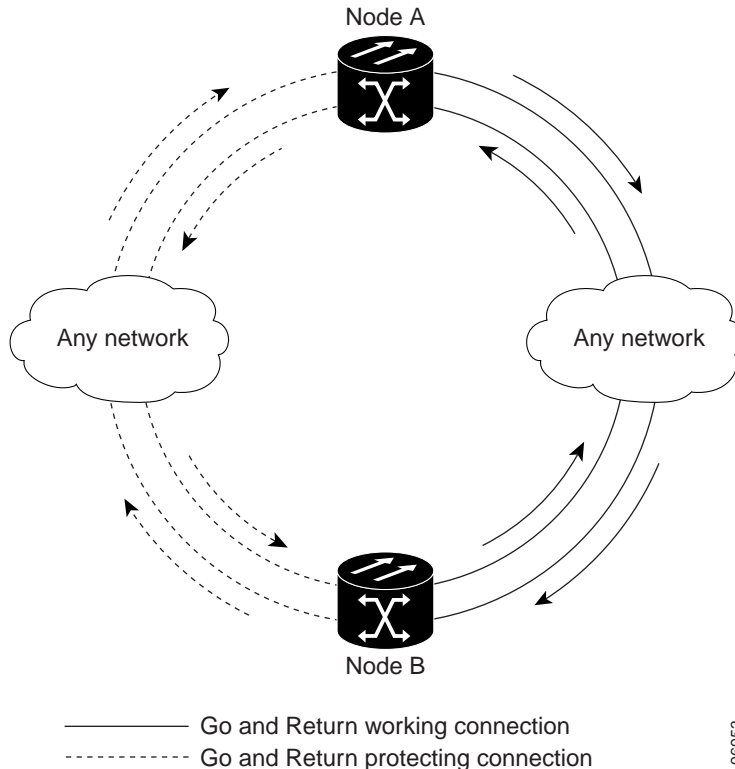 Node A
Any network
Any network
Node B
Go and Return working connection
Go and Return protecting connection